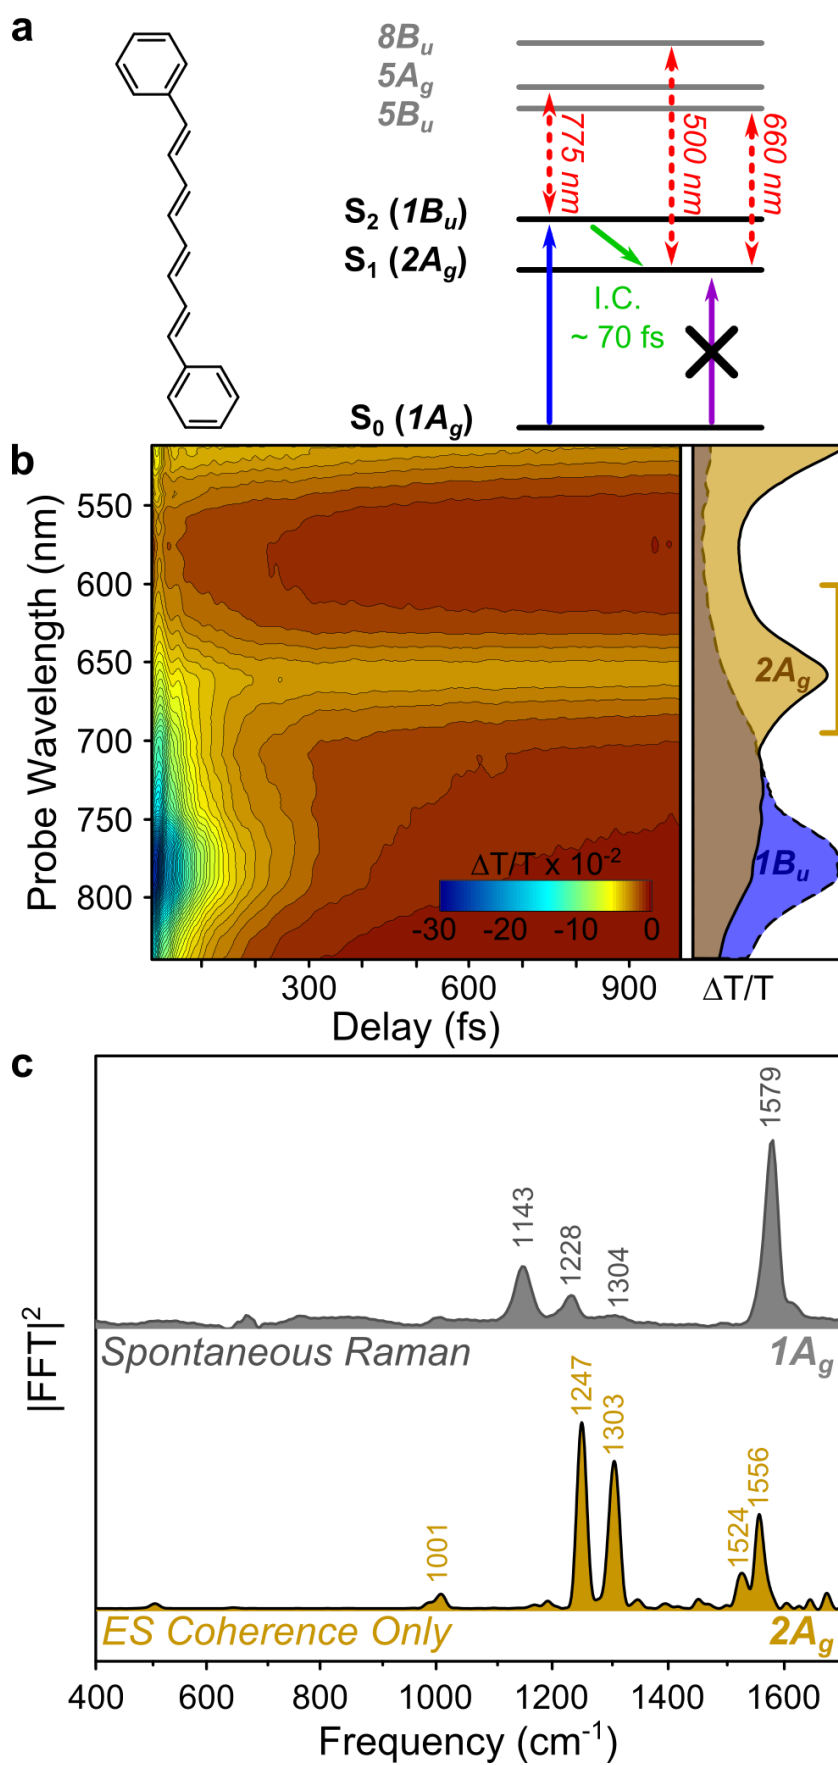 a
8Bu
5Ag
5Bu
775 nm
500 nm
660 nm
S2 (1Bu)
S1 (2Ag)
I.C.
~ 70 fs
S0 (1Ag)
b
Probe Wavelength (nm)
550
600
650
700
750
800
2Ag
1Bu
ΔT/T x 10-2
-30 -20 -10 0
300 600 900
Delay (fs)
ΔT/T
c
|FFT|2
1143
1228
1304
1579
Spontaneous Raman
1Ag
1001
1247
1303
1524
1556
ES Coherence Only
2Ag
400 600 800 1000 1200 1400 1600
Frequency (cm-1)